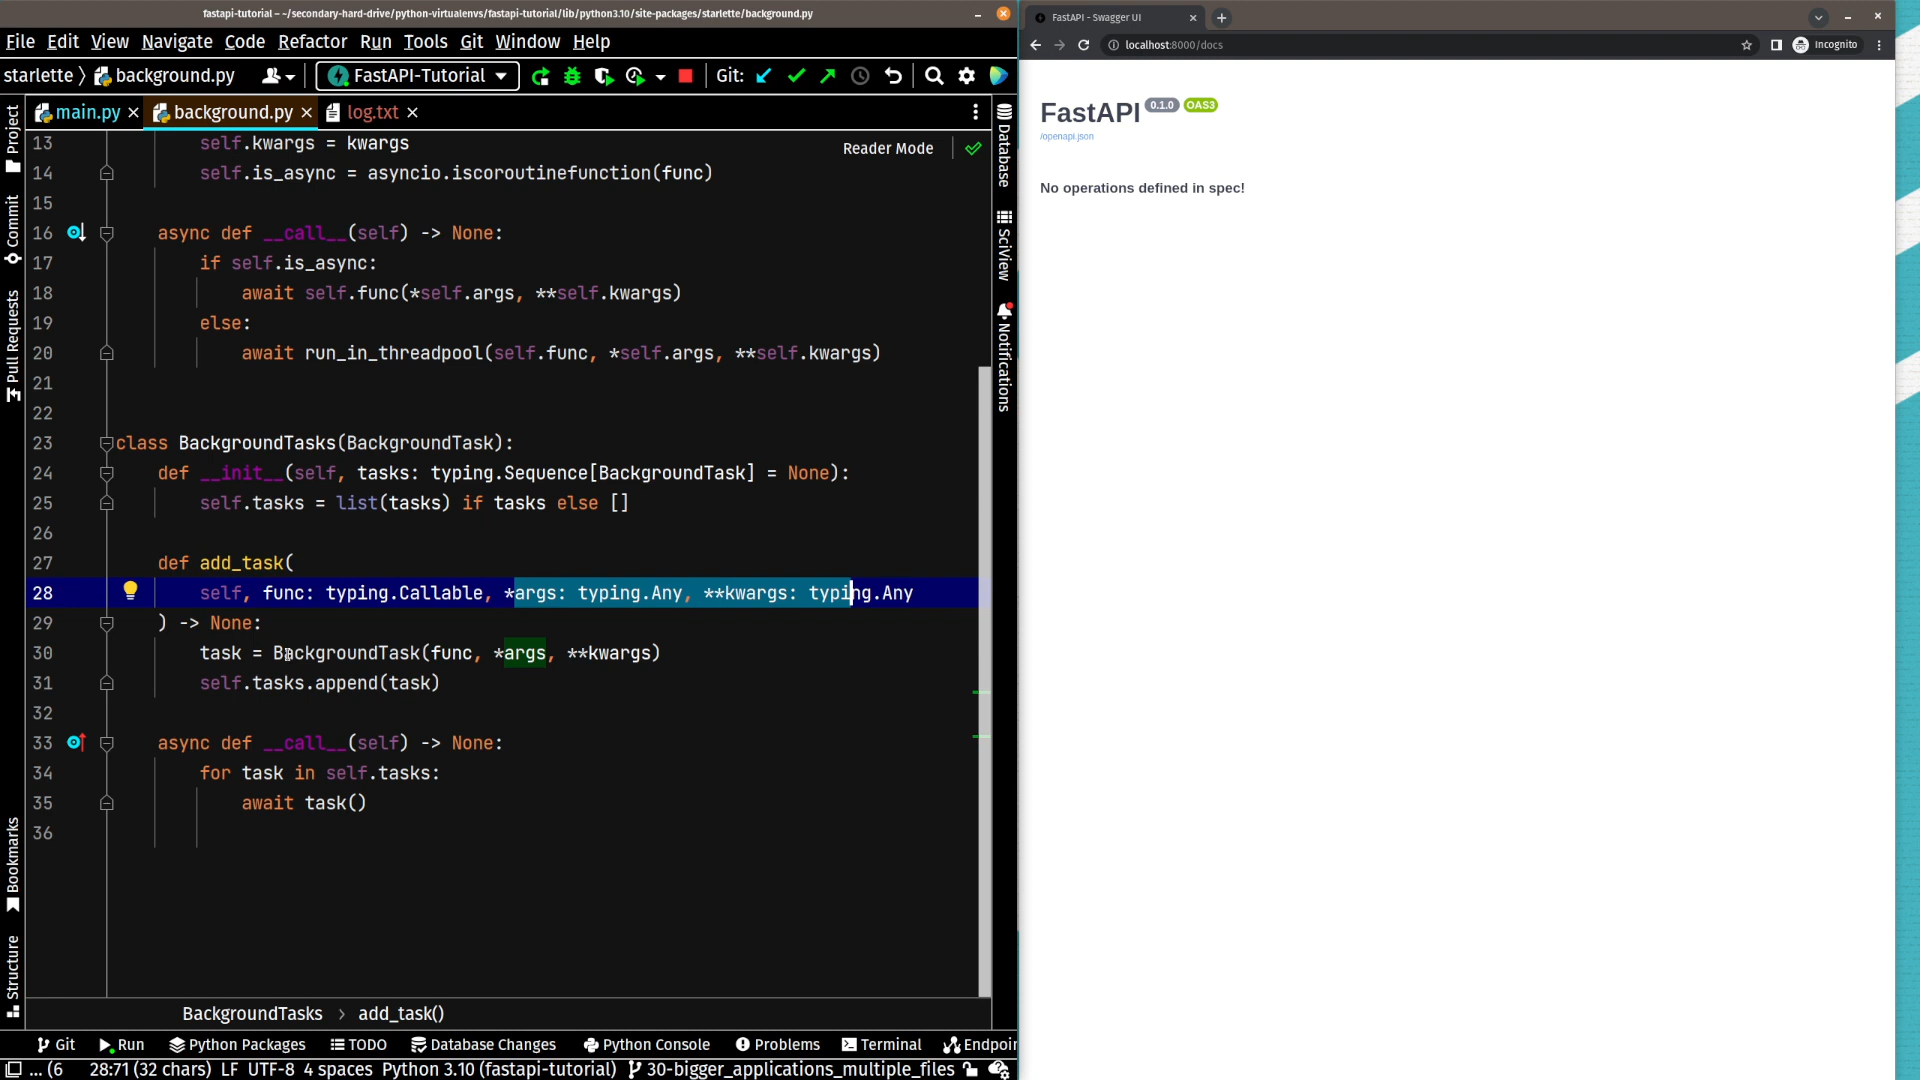 fastapi-tutorial – ~/secondary-hard-drive/python-virtualenvs/fastapi-tutorial/lib/python3.10/site-packages/starlette/background.py
File Edit View Navigate Code Refactor Run Tools Git Window Help
starlette background.py FastAPI-Tutorial Git:
main.py background.py log.txt
Reader Mode
13 self.kwargs = kwargs
14 self.is_async = asyncio.iscoroutinefunction(func)
15
16 async def __call__(self) -> None:
17 if self.is_async:
18 await self.func(*self.args, **self.kwargs)
19 else:
20 await run_in_threadpool(self.func, *self.args, **self.kwargs)
21
22
23 class BackgroundTasks(BackgroundTask):
24 def __init__(self, tasks: typing.Sequence[BackgroundTask] = None):
25 self.tasks = list(tasks) if tasks else []
26
27 def add_task(
28 self, func: typing.Callable, *args: typing.Any, **kwargs: typing.Any
29 ) -> None:
30 task = BackgroundTask(func, *args, **kwargs)
31 self.tasks.append(task)
32
33 async def __call__(self) -> None:
34 for task in self.tasks:
35 await task()
36
BackgroundTasks › add_task()
Git Run Python Packages TODO Database Changes Python Console Problems Terminal Endpoin
... (6 28:71 (32 chars) LF UTF-8 4 spaces Python 3.10 (fastapi-tutorial) 30-bigger_applications_multiple_files
Project
Commit
Pull Requests
Bookmarks
Structure
Database
SciView
Notifications
FastAPI - Swagger UI
localhost:8000/docs
Incognito
FastAPI 0.1.0 OAS3
/openapi.json
No operations defined in spec!